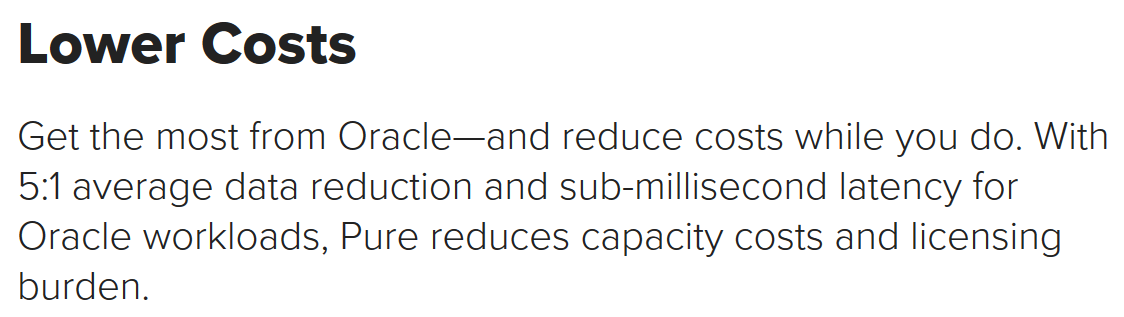 Lower Costs
Get the most from Oracle—and reduce costs while you do. With
5:1 average data reduction and sub-millisecond latency for
Oracle workloads, Pure reduces capacity costs and licensing
burden.